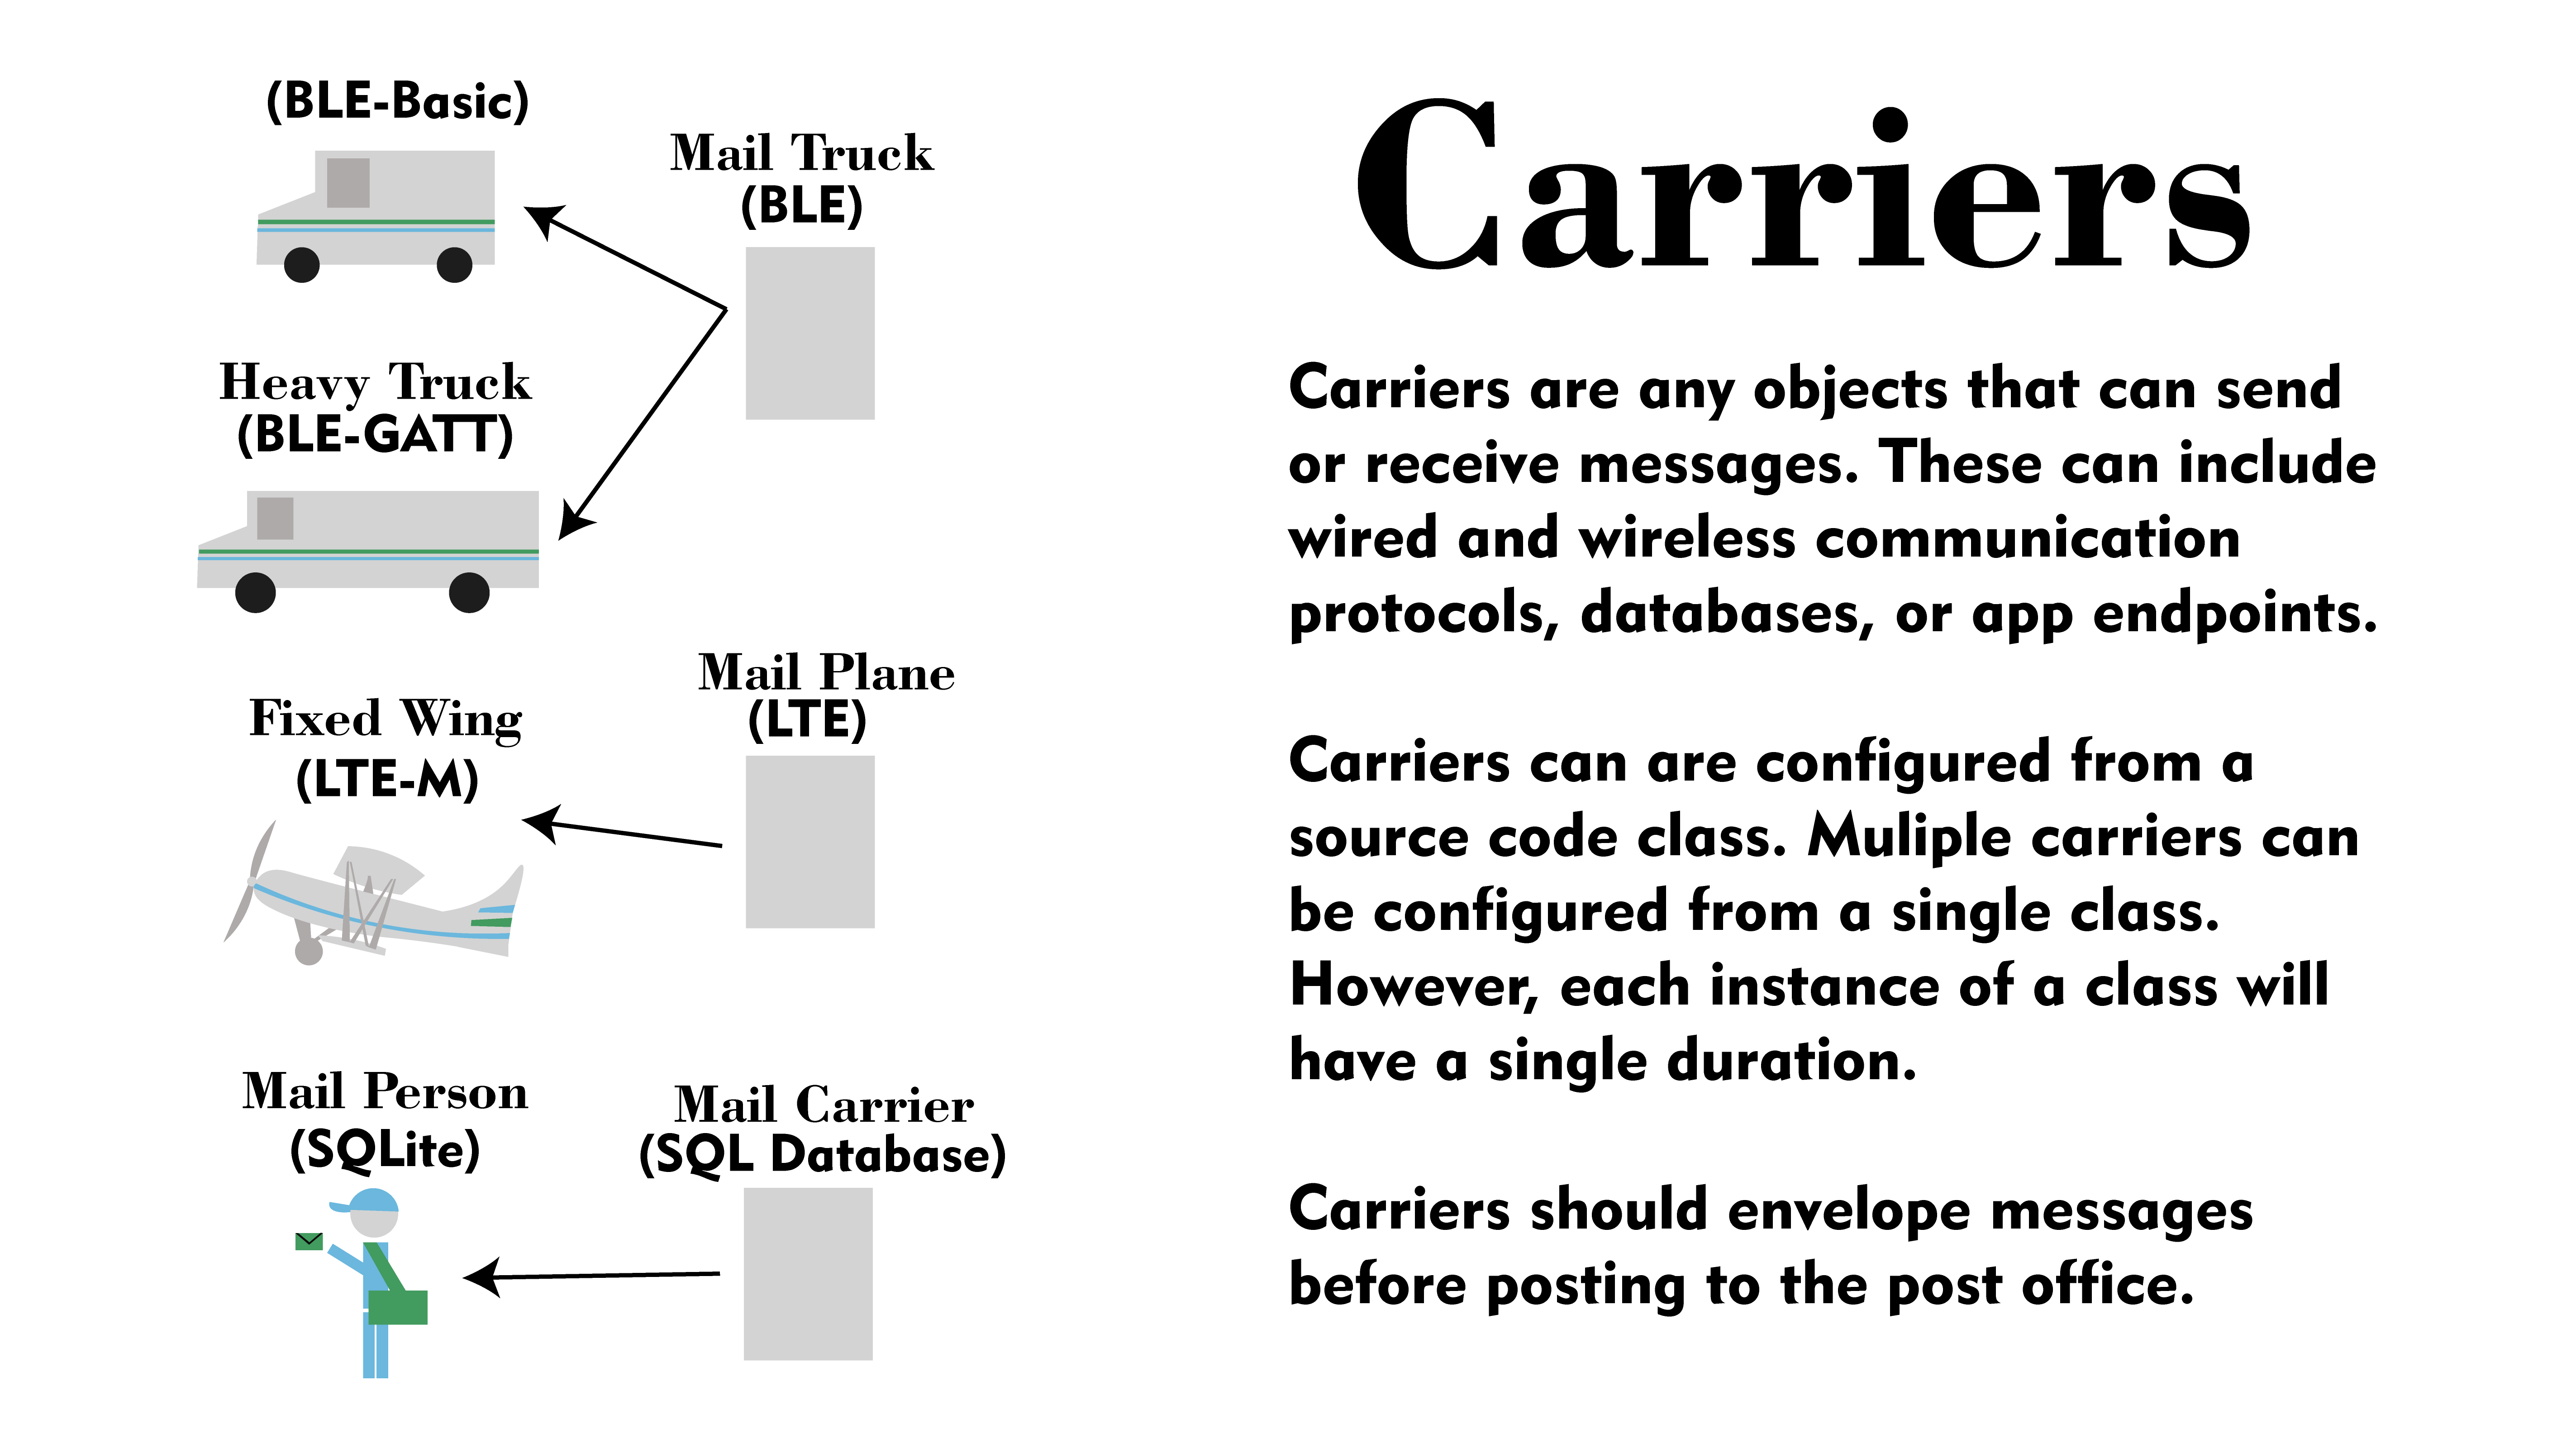 (BLE-Basic)
Mail Truck
(BLE)
Heavy Truck
(BLE-GATT)
Mail Plane
(LTE)
Fixed Wing
(LTE-M)
Mail Person
(SQLite)
Mail Carrier
(SQL Database)
Carriers
Carriers are any objects that can send
or receive messages. These can include
wired and wireless communication
protocols, databases, or app endpoints.
Carriers can are configured from a
source code class. Muliple carriers can
be configured from a single class.
However, each instance of a class will
have a single duration.
Carriers should envelope messages
before posting to the post office.